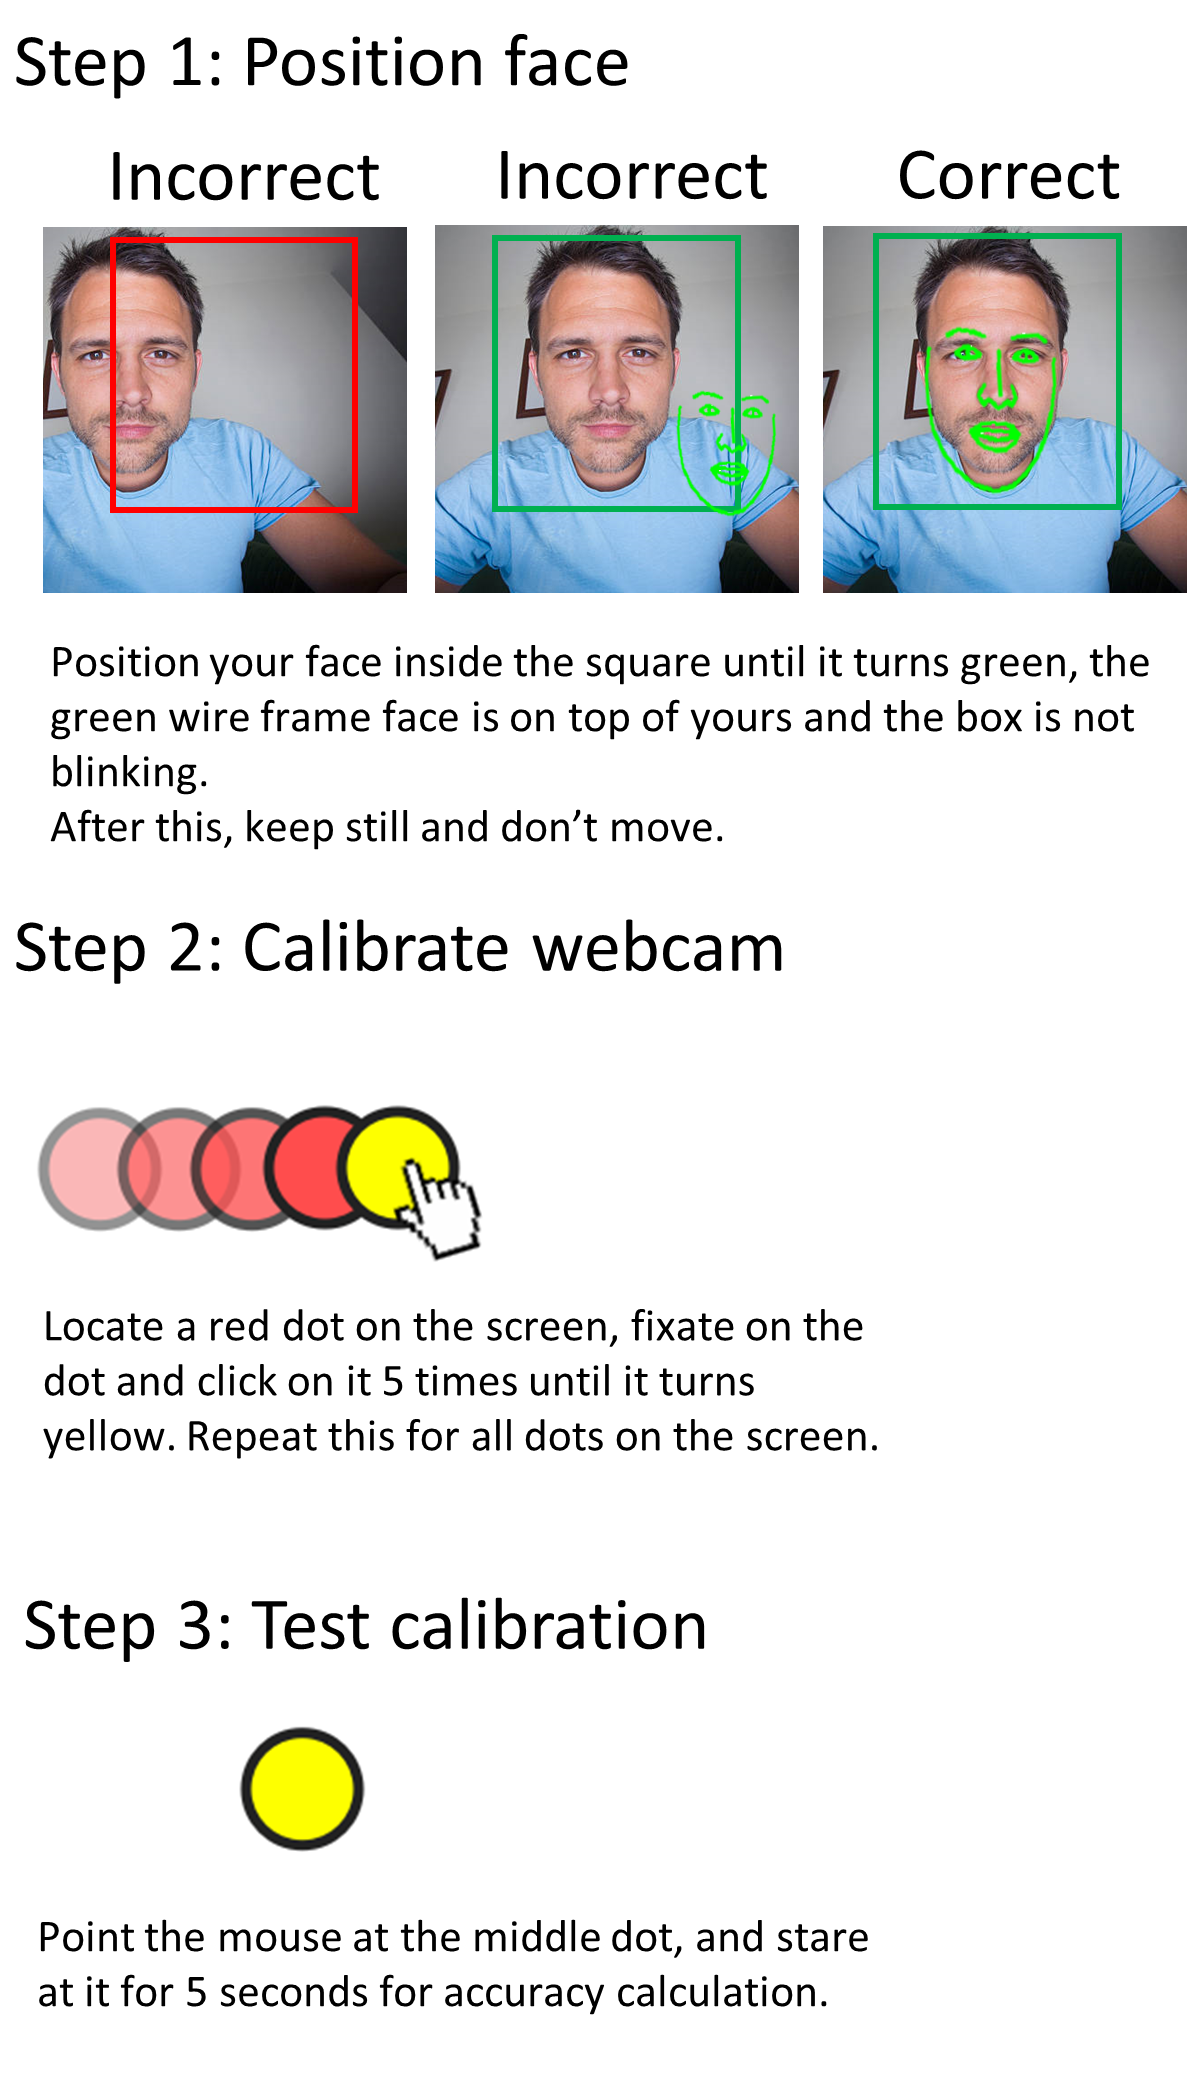 Step 1: Position face
Incorrect
Incorrect
Correct
Position your face inside the square until it turns green, the
green wire frame face is on top of yours and the box is not
blinking.
After this, keep still and don’t move.
Step 2: Calibrate webcam
Locate a red dot on the screen, fixate on the
dot and click on it 5 times until it turns
yellow. Repeat this for all dots on the screen.
Step 3: Test calibration
Point the mouse at the middle dot, and stare
at it for 5 seconds for accuracy calculation.